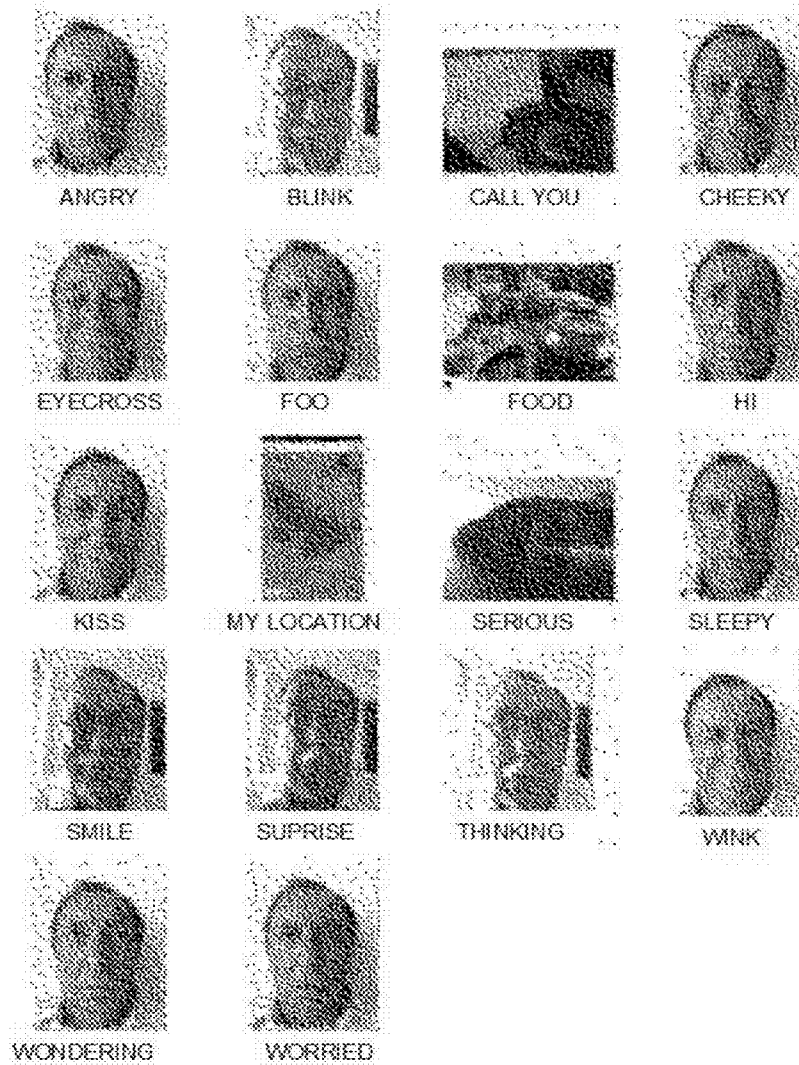 ANGRY
BLINK
CALL YOU
CHEEKY
EYECROSS
FOO
FOOD
HI
KISS
MY LOCATION
SERIOUS
SLEEPY
SMILE
SUPRISE
THINKING
WINK
WONDERING
WORRIED